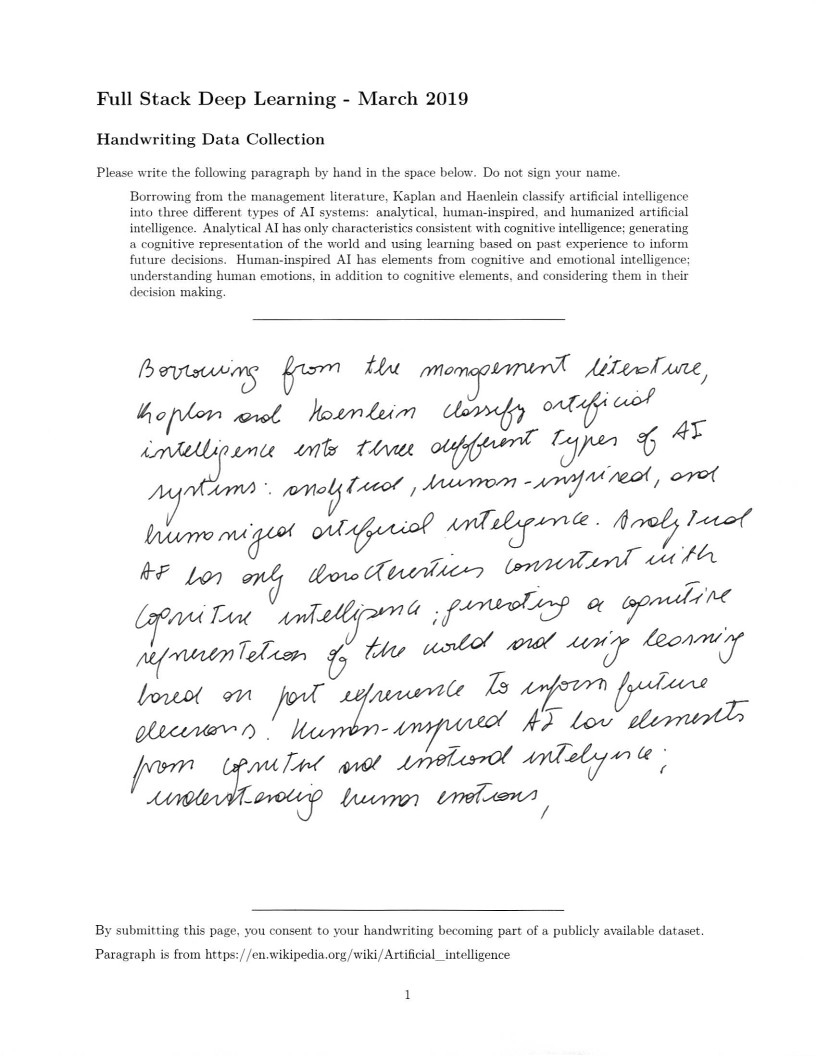 Full Stack Deep Learning - March 2019
Handwriting Data Collection
Please write the following paragraph by hand in the space below. Do not sign your name.
Borrowing from the management literature, Kaplan and Haenlein classify artificial intelligence
into three different types of AI systems: analytical, human-inspired, and humanized artificial
intelligence. Analytical AI has only characteristics consistent with cognitive intelligence; generating
a cognitive representation of the world and using learning based on past experience to inform
future decisions. Human-inspired AI has elements from cognitive and emotional intelligence;
understanding human emotions, in addition to cognitive elements, and considering them in their
decision making.
Borrowing from the management literature,
Kaplan and Haenlein classify artificial
intelligence into three different types of AI
systems: analytical, human-inspired, and
humanized artificial inteligence. Analytical
AI has only characteristics consistent with
cognitive intelligence; generating a cognitive
representation of the world and using learning
based on past experience to inform future
decisions. Human-inspired AI has elements
from cognitive and emotional inteligence;
understanding human emotions,
By submitting this page, you consent to your handwriting becoming part of a publicly available dataset.
Paragraph is from https://en.wikipedia.org/wiki/Artificial_intelligence
1